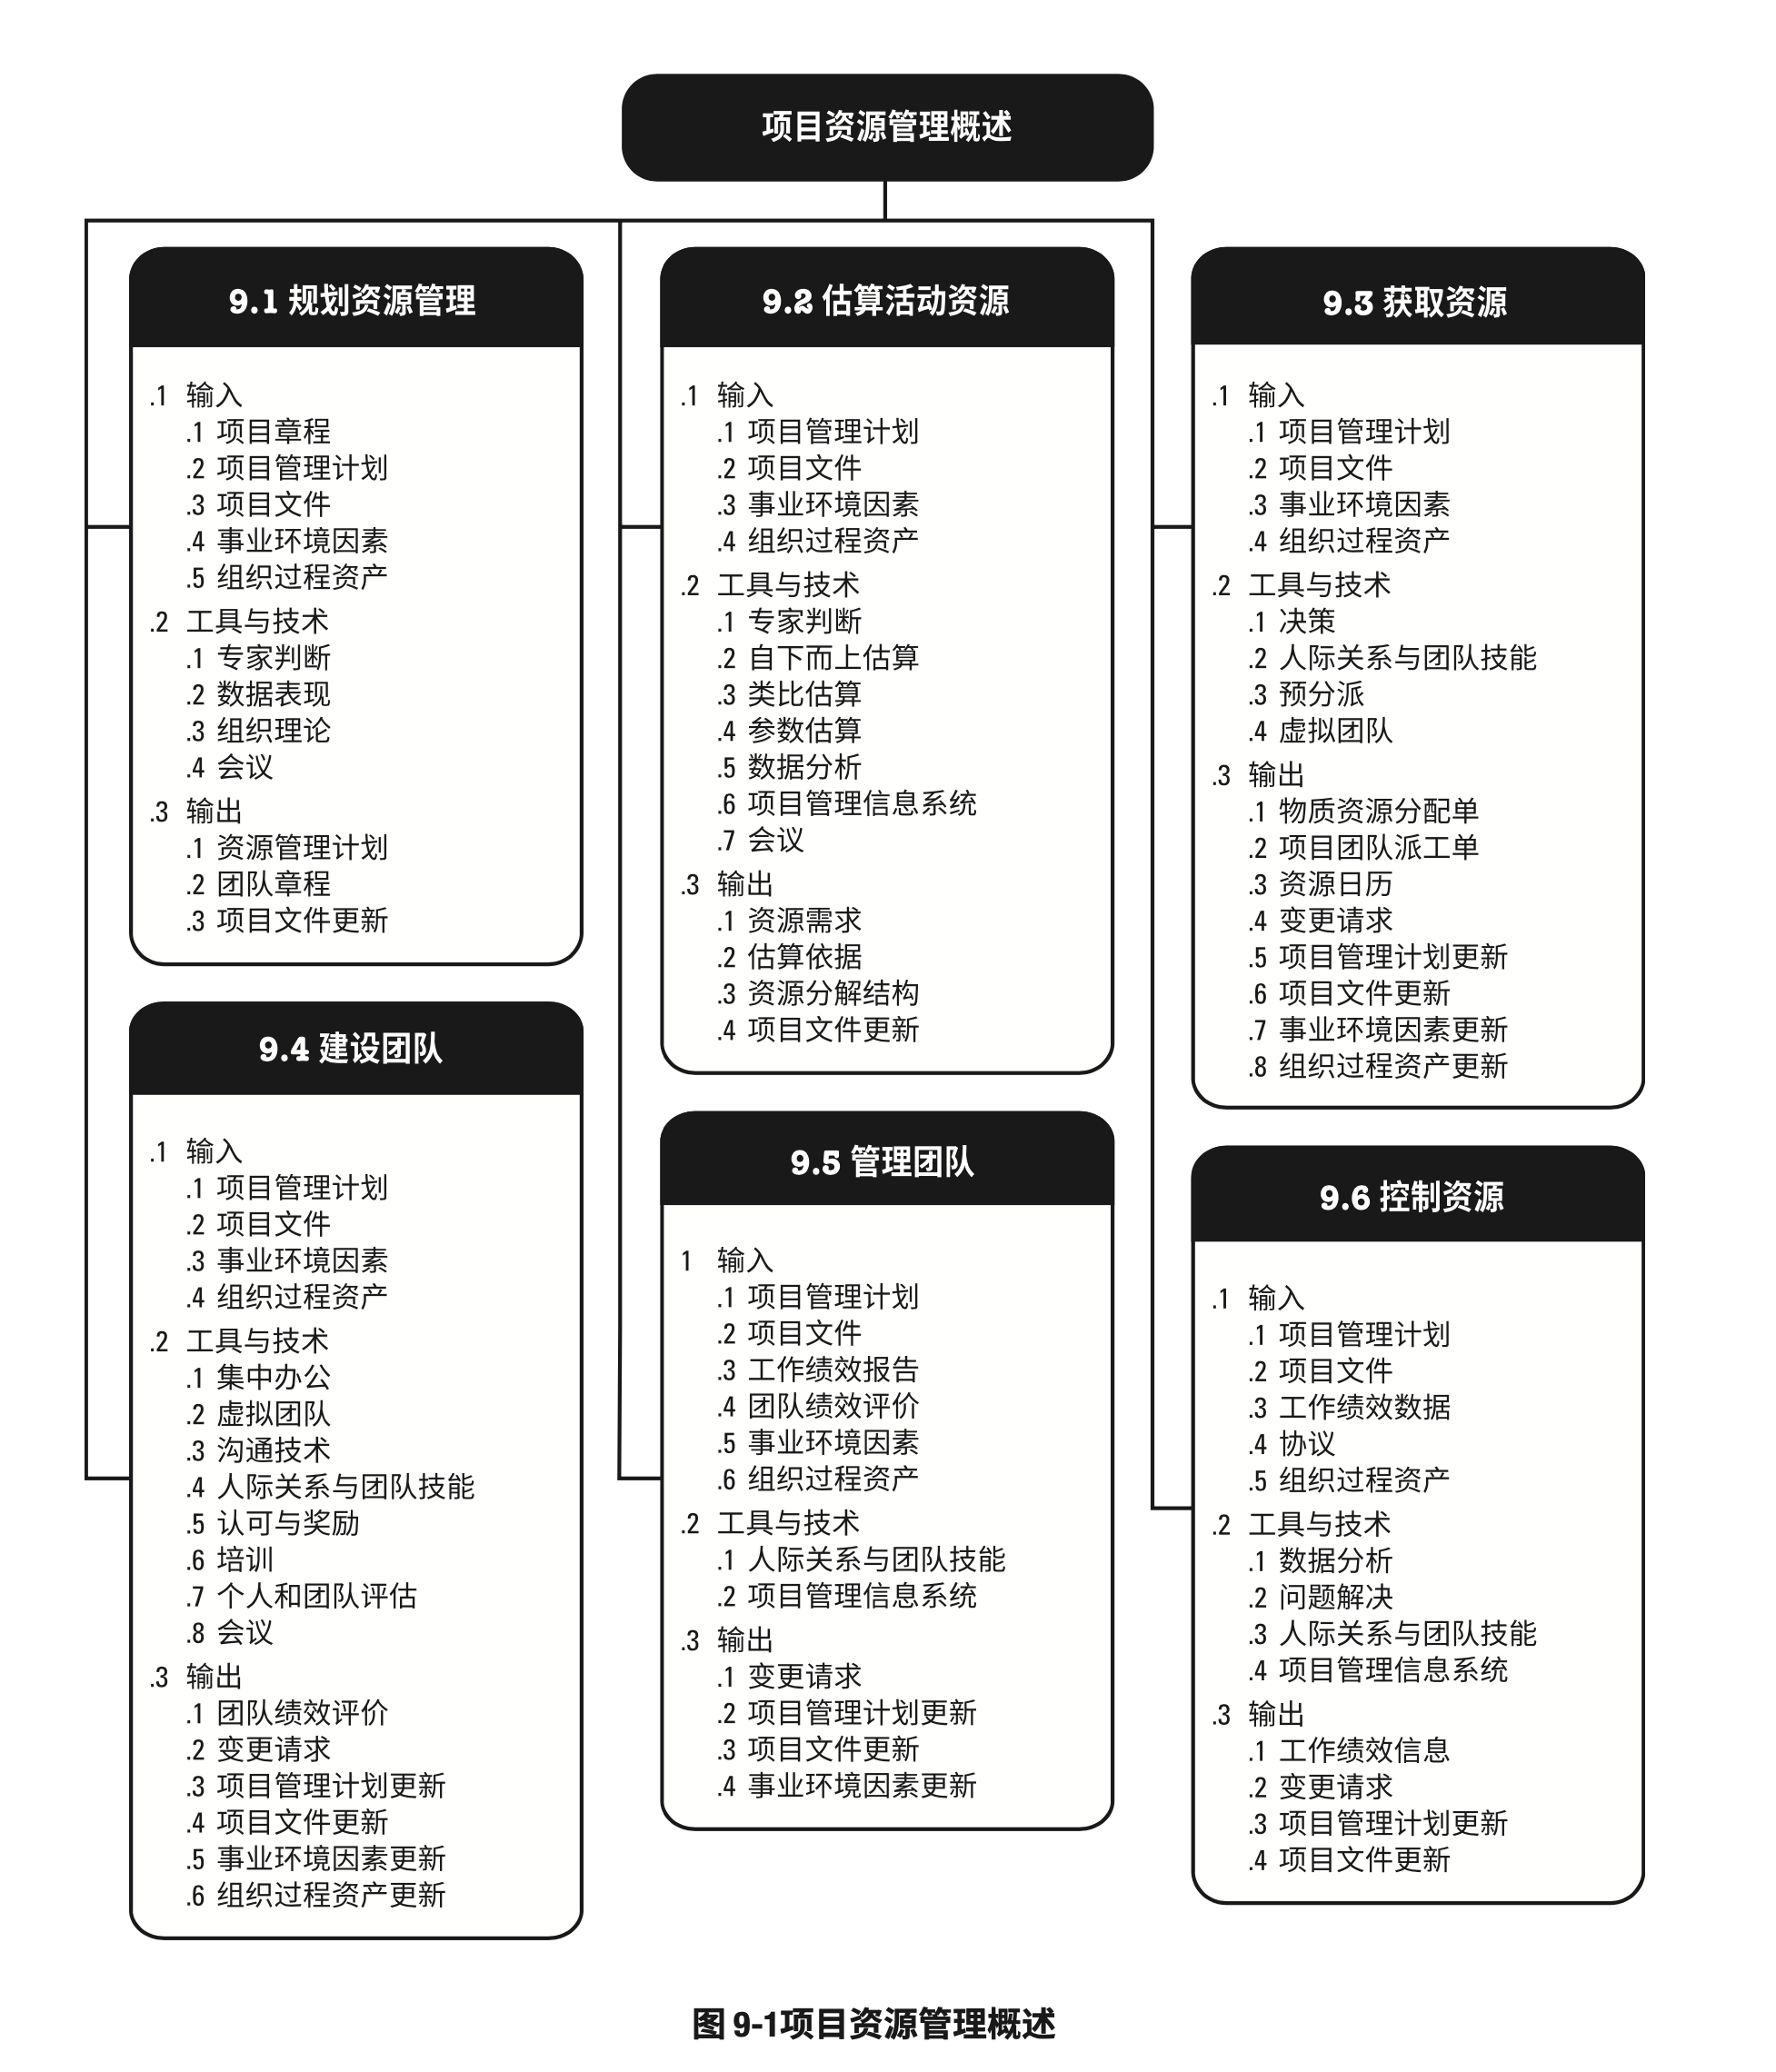 项目资源管理概述
9.1 规划资源管理
.1 输入
.1 项目章程
.2 项目管理计划
.3 项目文件
.4 事业环境因素
.5 组织过程资产
.2 工具与技术
.1 专家判断
.2 数据表现
.3 组织理论
.4 会议
.3 输出
.1 资源管理计划
.2 团队章程
.3 项目文件更新
9.2 估算活动资源
.1 输入
.1 项目管理计划
.2 项目文件
.3 事业环境因素
.4 组织过程资产
.2 工具与技术
.1 专家判断
.2 自下而上估算
.3 类比估算
.4 参数估算
.5 数据分析
.6 项目管理信息系统
.7 会议
.3 输出
.1 资源需求
.2 估算依据
.3 资源分解结构
.4 项目文件更新
9.3 获取资源
.1 输入
.1 项目管理计划
.2 项目文件
.3 事业环境因素
.4 组织过程资产
.2 工具与技术
.1 决策
.2 人际关系与团队技能
.3 预分派
.4 虚拟团队
.3 输出
.1 物质资源分配单
.2 项目团队派工单
.3 资源日历
.4 变更请求
.5 项目管理计划更新
.6 项目文件更新
.7 事业环境因素更新
.8 组织过程资产更新
9.4 建设团队
.1 输入
.1 项目管理计划
.2 项目文件
.3 事业环境因素
.4 组织过程资产
.2 工具与技术
.1 集中办公
.2 虚拟团队
.3 沟通技术
.4 人际关系与团队技能
.5 认可与奖励
.6 培训
.7 个人和团队评估
.8 会议
.3 输出
.1 团队绩效评价
.2 变更请求
.3 项目管理计划更新
.4 项目文件更新
.5 事业环境因素更新
.6 组织过程资产更新
9.5 管理团队
1 输入
.1 项目管理计划
.2 项目文件
.3 工作绩效报告
.4 团队绩效评价
.5 事业环境因素
.6 组织过程资产
.2 工具与技术
.1 人际关系与团队技能
.2 项目管理信息系统
.3 输出
.1 变更请求
.2 项目管理计划更新
.3 项目文件更新
.4 事业环境因素更新
9.6 控制资源
.1 输入
.1 项目管理计划
.2 项目文件
.3 工作绩效数据
.4 协议
.5 组织过程资产
.2 工具与技术
.1 数据分析
.2 问题解决
.3 人际关系与团队技能
.4 项目管理信息系统
.3 输出
.1 工作绩效信息
.2 变更请求
.3 项目管理计划更新
.4 项目文件更新
图 9-1项目资源管理概述